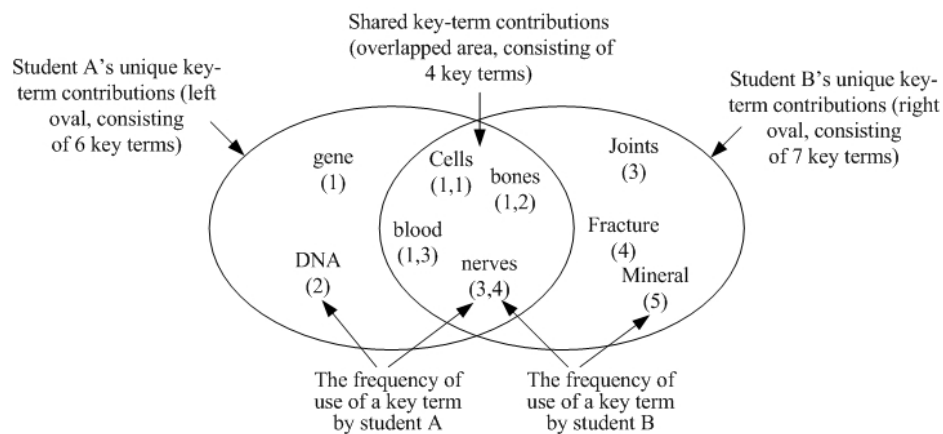 Shared key-term contributions
(overlapped area, consisting of
4 key terms)
Student A's unique key-
term contributions (left
oval, consisting
of 6 key terms)
Student B's unique key-
term contributions (right
oval, consisting
of 7 key terms)
gene
(1)
DNA
(2)
Cells
(1,1)
bones
(1,2)
blood
(1,3)
nerves
(3,4)
Joints
(3)
Fracture
(4)
Mineral
(5)
The frequency of
use of a key term
by student A
The frequency of
use of a key term
by student B